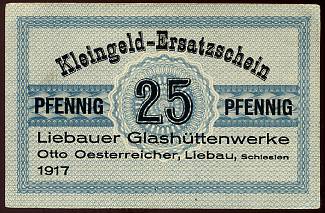 Kleingeld-Ersatzschein
PFENNIG 25 PFENNIG
Liebauer Glashüttenwerke
Otto Oesterreicher, Liebau, Schlesien
1917